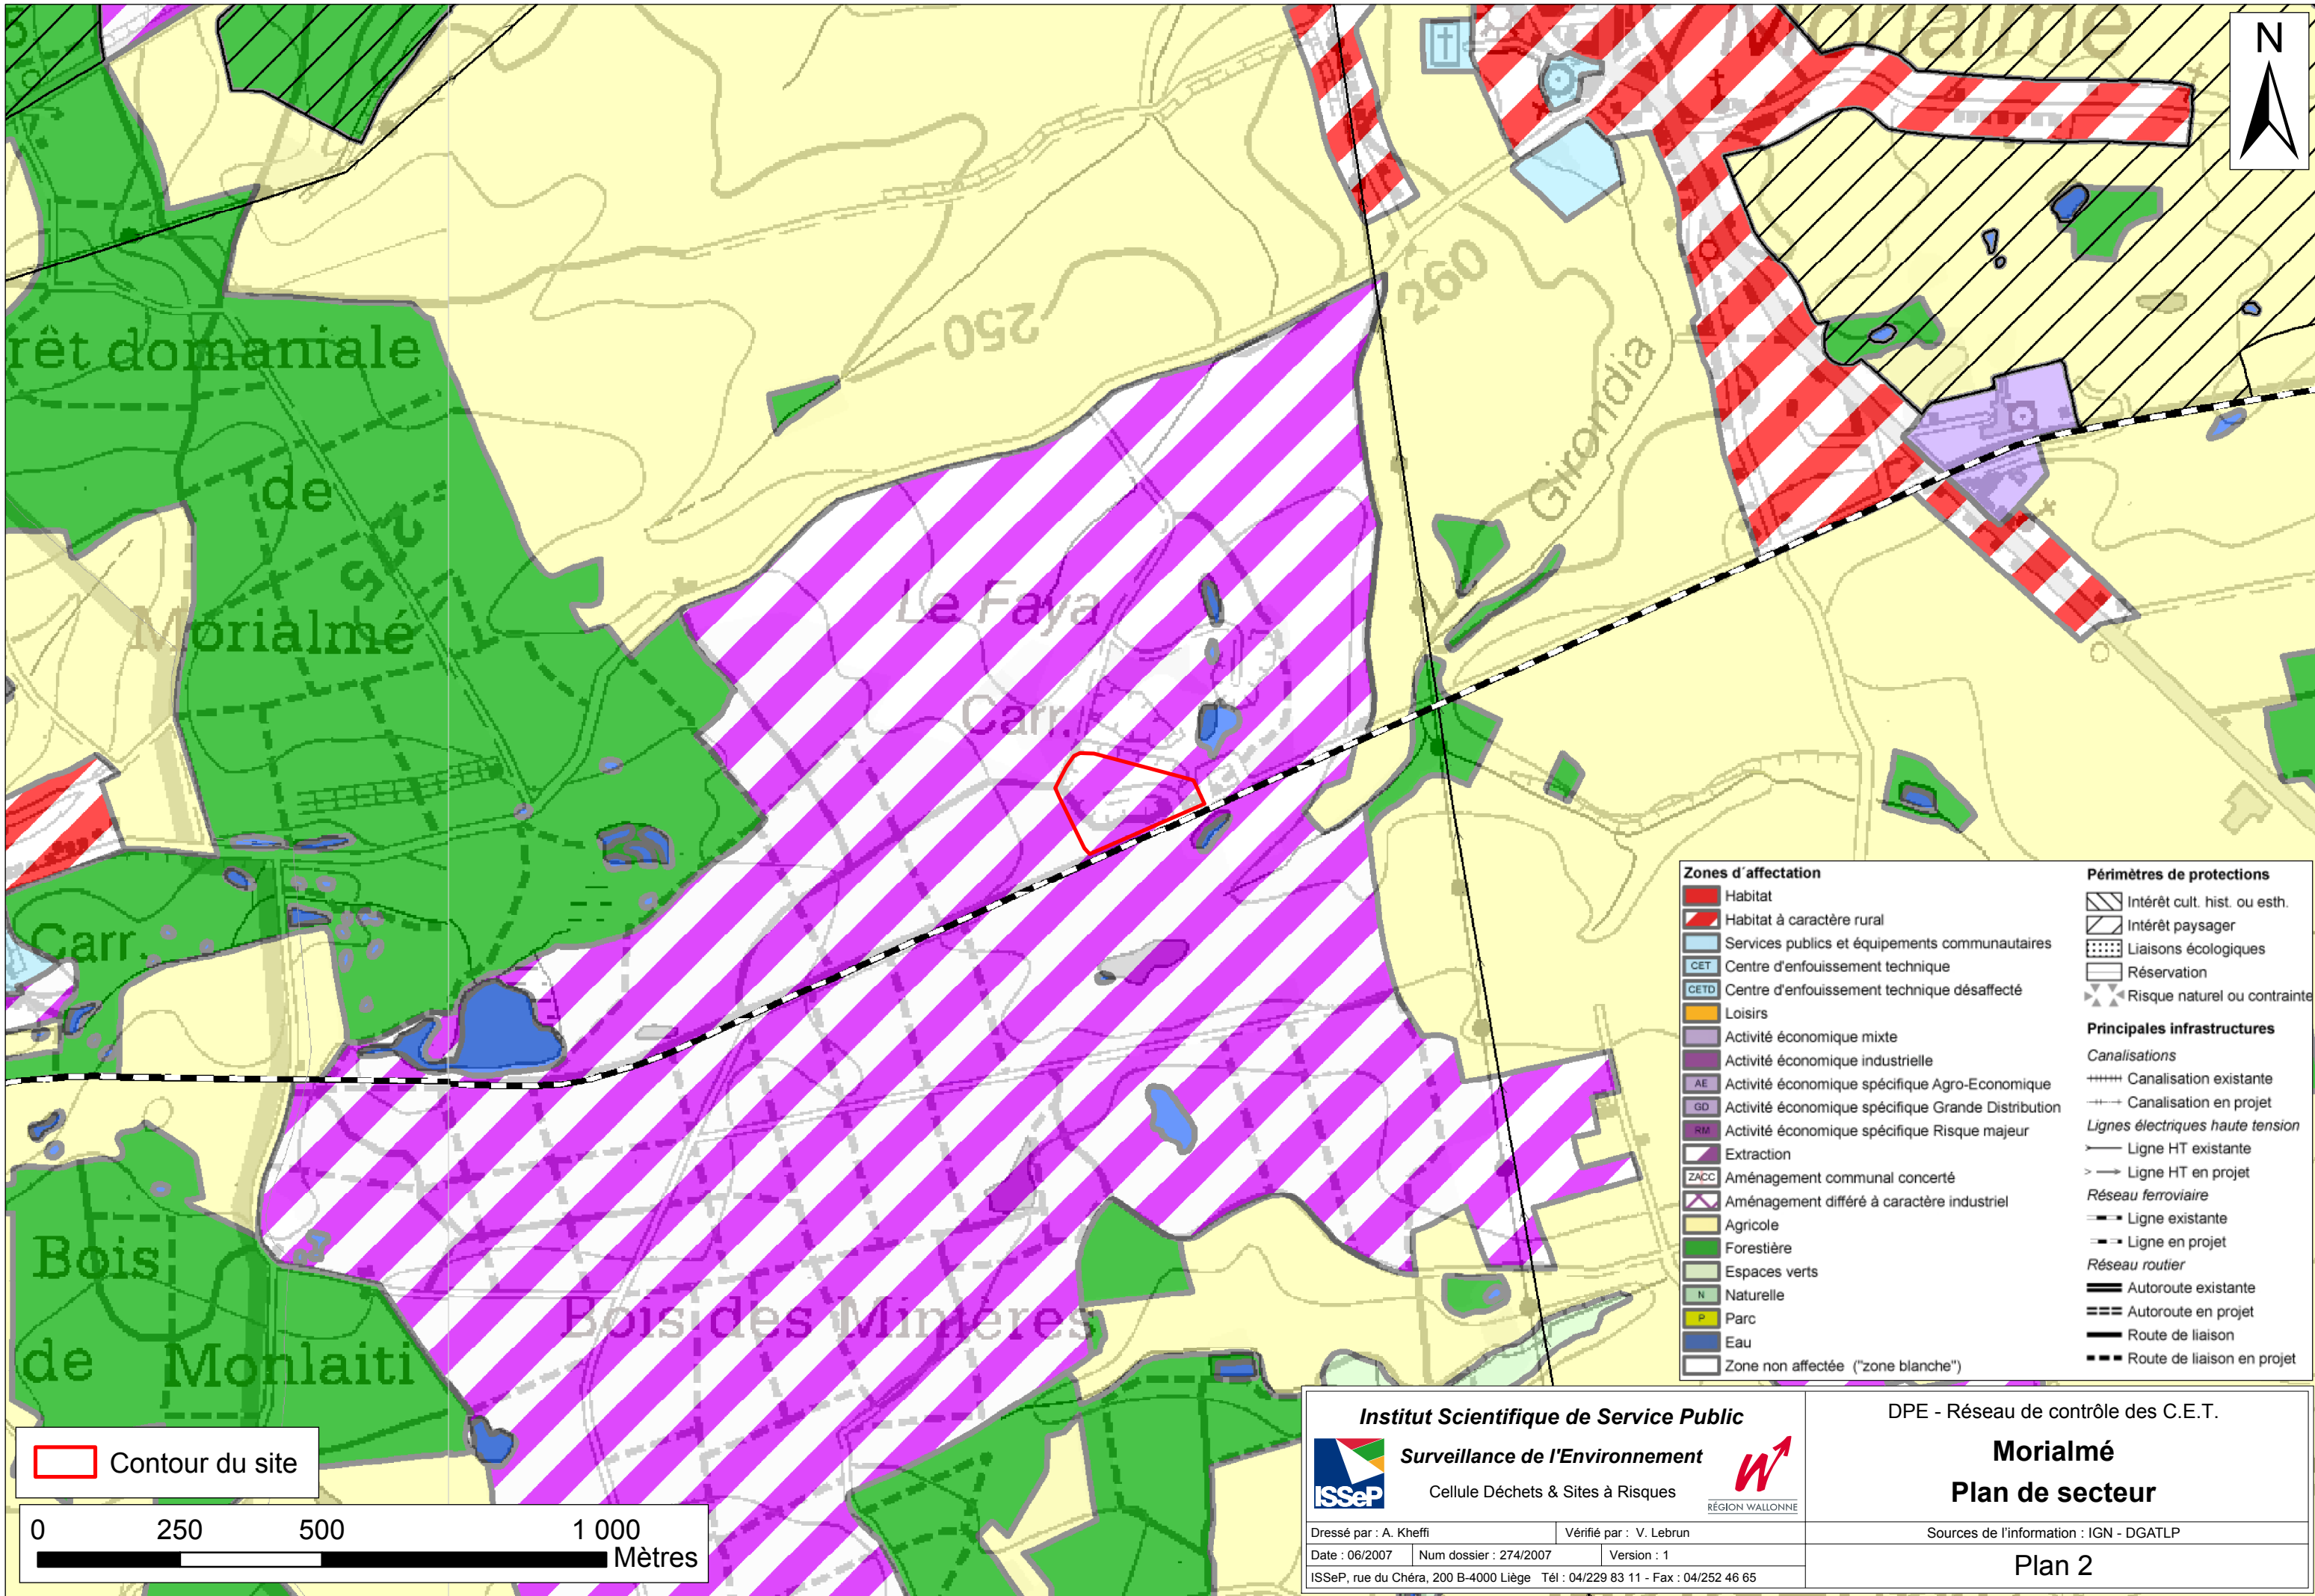 Morialmé
N
260
250
Girondia
rêt domaniale
de
275
Morialmé
Le Faya
Carr.
Carr.
Bois
de Monlaiti
Bois des Minières
Zones d´affectation
Habitat
Habitat à caractère rural
Services publics et équipements communautaires
CET Centre d'enfouissement technique
CETD Centre d'enfouissement technique désaffecté
Loisirs
Activité économique mixte
Activité économique industrielle
AE Activité économique spécifique Agro-Economique
GD Activité économique spécifique Grande Distribution
RM Activité économique spécifique Risque majeur
Extraction
ZACC Aménagement communal concerté
Aménagement différé à caractère industriel
Agricole
Forestière
Espaces verts
N Naturelle
P Parc
Eau
Zone non affectée ("zone blanche")
Périmètres de protections
Intérêt cult. hist. ou esth.
Intérêt paysager
Liaisons écologiques
Réservation
Risque naturel ou contrainte
Principales infrastructures
Canalisations
Canalisation existante
Canalisation en projet
Lignes électriques haute tension
Ligne HT existante
Ligne HT en projet
Réseau ferroviaire
Ligne existante
Ligne en projet
Réseau routier
Autoroute existante
Autoroute en projet
Route de liaison
Route de liaison en projet
Contour du site
0 250 500 1 000
Mètres
Institut Scientifique de Service Public
Surveillance de l'Environnement
Cellule Déchets & Sites à Risques
ISSeP
RÉGION WALLONNE
Dressé par : A. Kheffi
Vérifié par : V. Lebrun
Date : 06/2007
Num dossier : 274/2007
Version : 1
ISSeP, rue du Chéra, 200 B-4000 Liège Tél : 04/229 83 11 - Fax : 04/252 46 65
DPE - Réseau de contrôle des C.E.T.
Morialmé
Plan de secteur
Sources de l'information : IGN - DGATLP
Plan 2